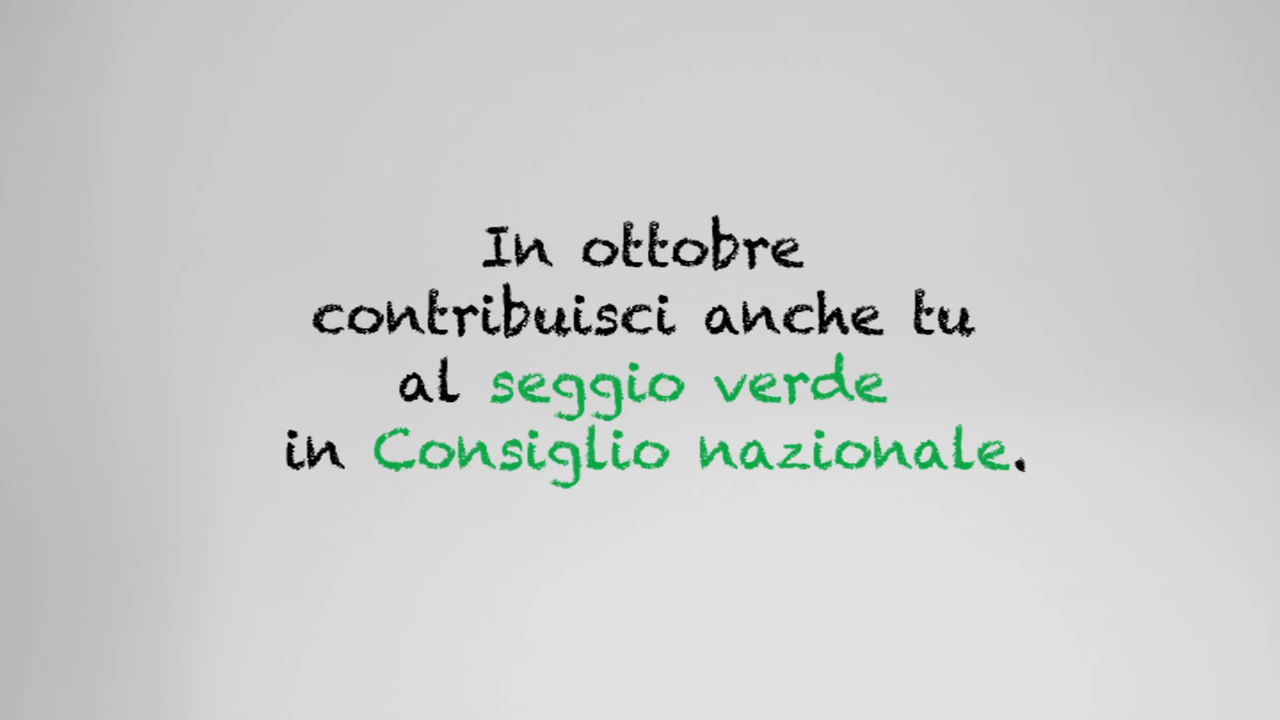 In ottobre
contribuisci anche tu
al seggio verde
in Consiglio nazionale.